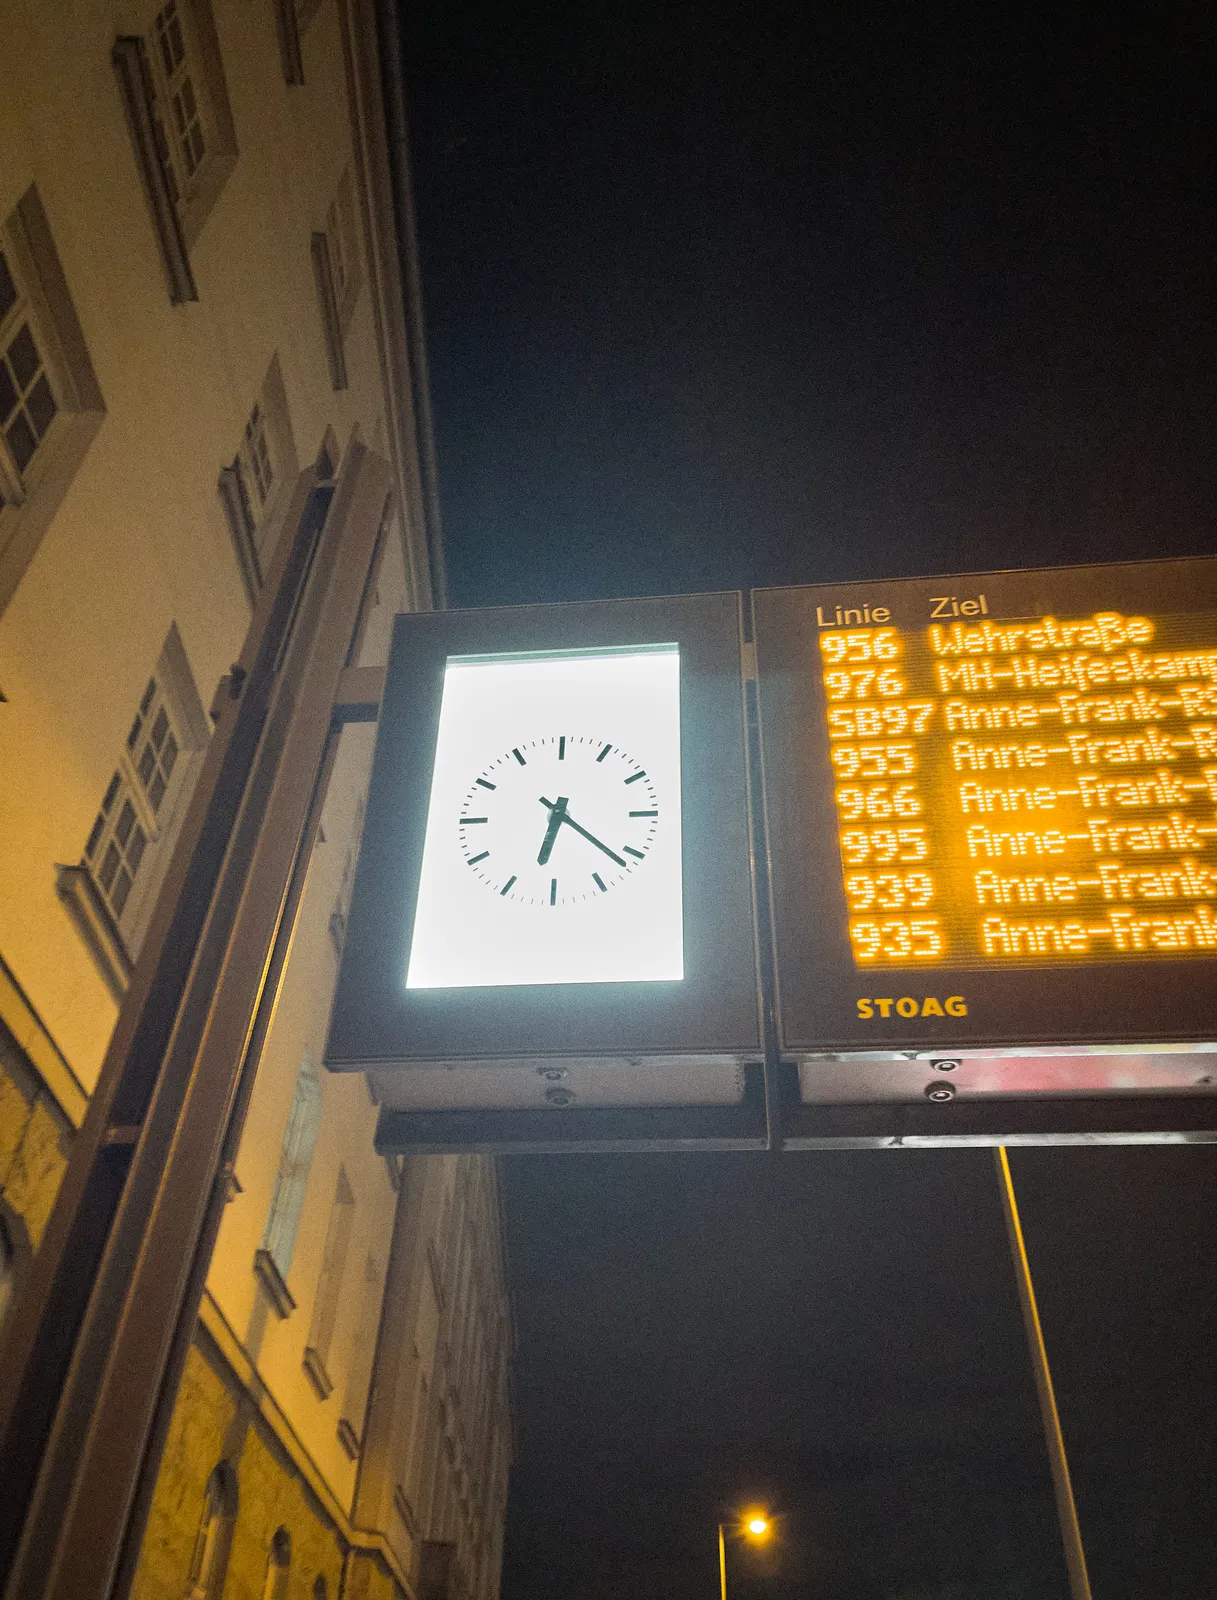 Linie Ziel
956 Wehrstraße
976 MH-Heifeskamp
SB97 Anne-Frank-RS
955 Anne-Frank-R
966 Anne-Frank-R
995 Anne-Frank-
939 Anne-Frank
935 Anne-Frank
STOAG